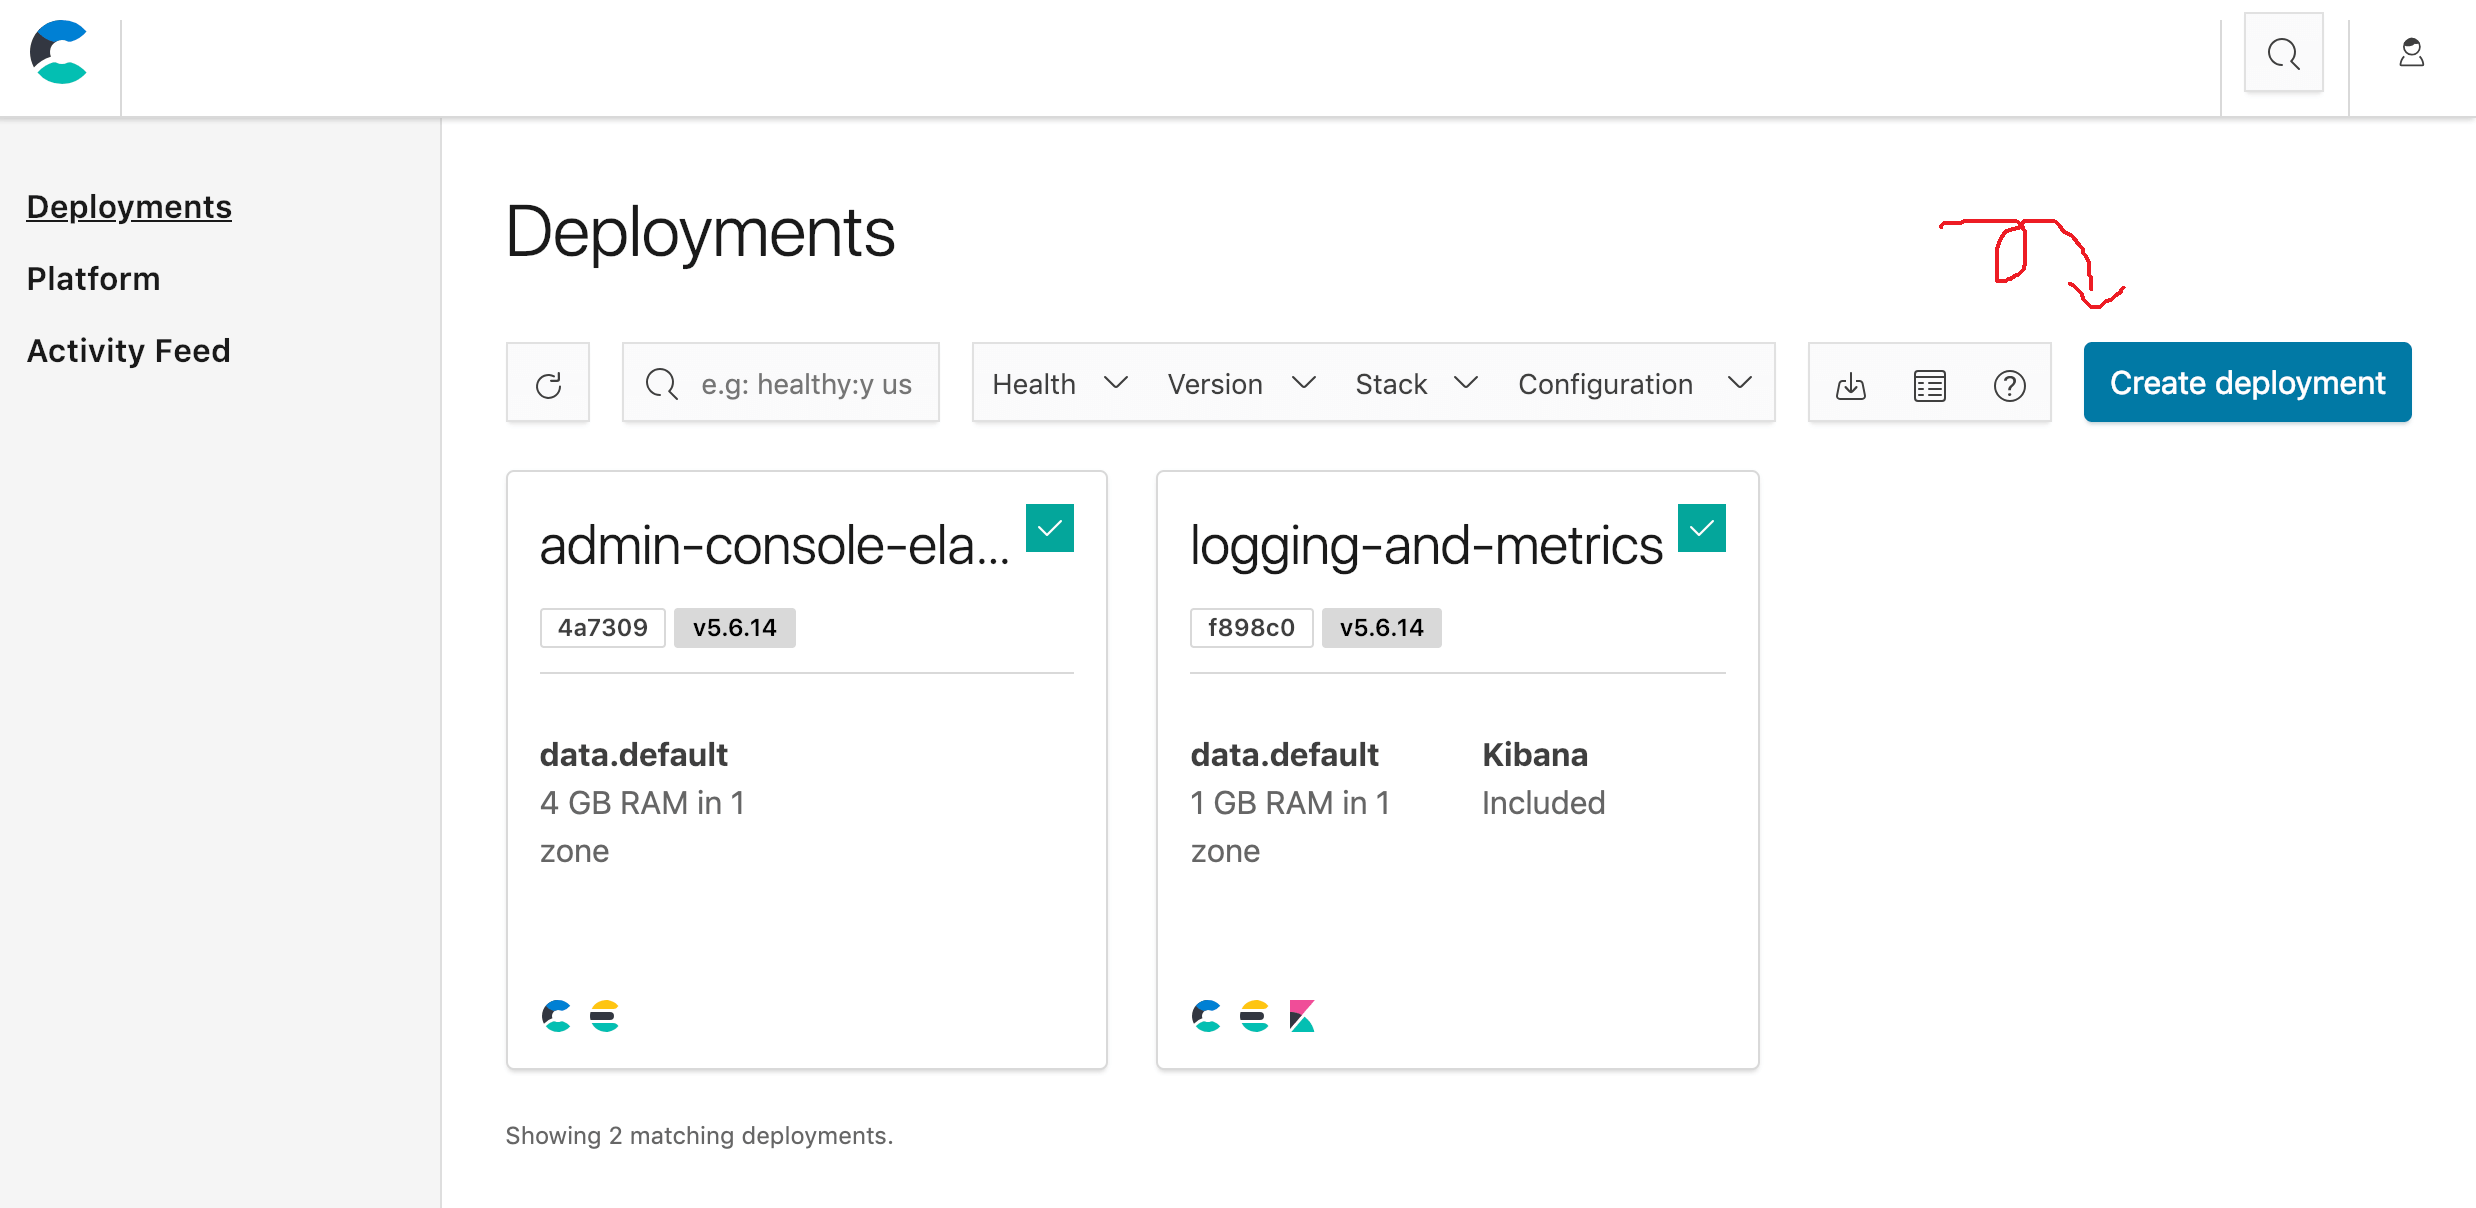 Deployments
Platform
Activity Feed
Deployments
e.g: healthy:y us
Health Version Stack Configuration
Create deployment
admin-console-ela...
4a7309 v5.6.14
data.default
4 GB RAM in 1
zone
logging-and-metrics
f898c0 v5.6.14
data.default
1 GB RAM in 1
zone
Kibana
Included
Showing 2 matching deployments.